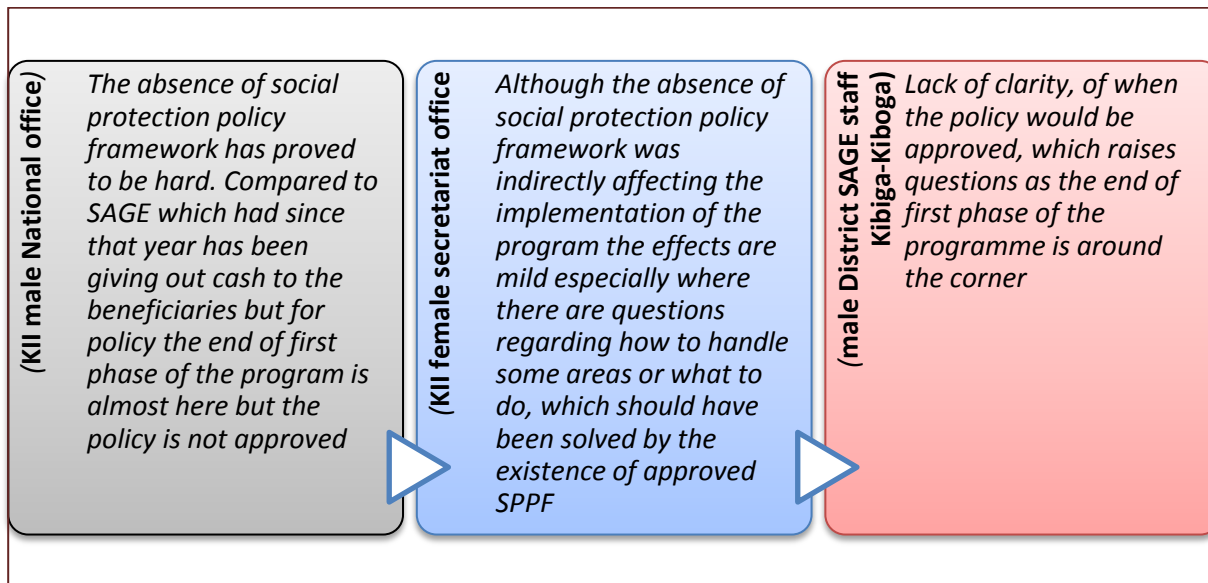 (KII male National office)
The absence of social
protection policy
framework has proved
to be hard. Compared to
SAGE which had since
that year has been
giving out cash to the
beneficiaries but for
policy the end of first
phase of the program is
almost here but the
policy is not approved
(KII female secretariat office
Although the absence of
social protection policy
framework was
indirectly affecting the
implementation of the
program the effects are
mild especially where
there are questions
regarding how to handle
some areas or what to
do, which should have
been solved by the
existence of approved
SPPF
(male District SAGE staff
Kibiga-Kiboga)
Lack of clarity, of when
the policy would be
approved, which raises
questions as the end of
first phase of the
programme is around
the corner